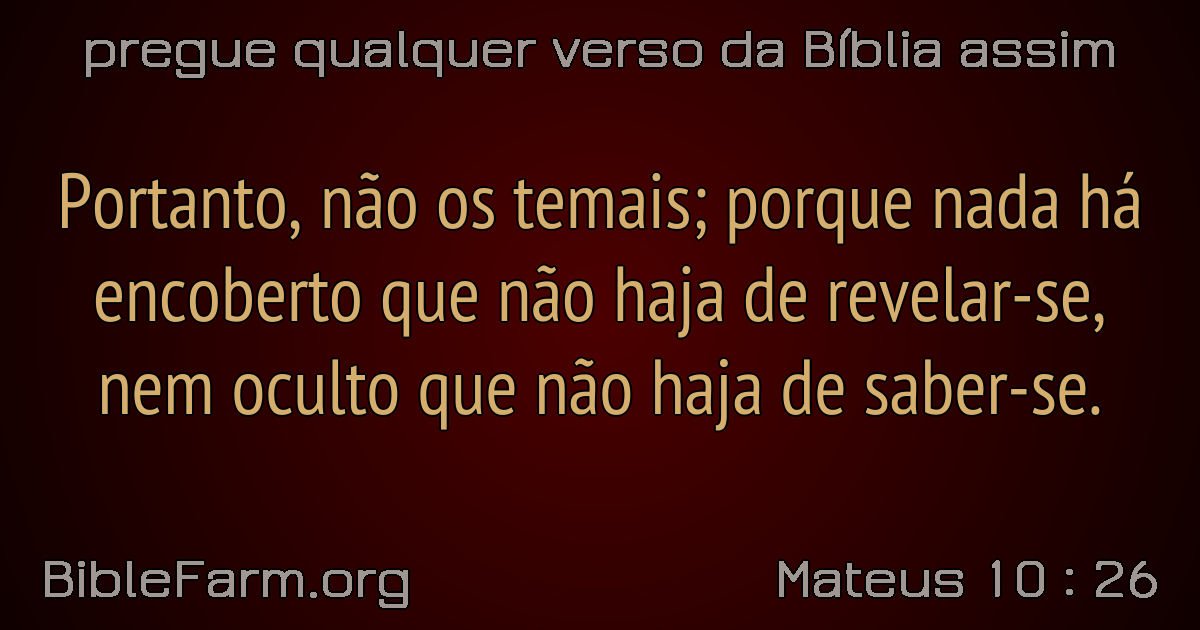 pregue qualquer verso da Bíblia assim
Portanto, não os temais; porque nada há
encoberto que não haja de revelar-se,
nem oculto que não haja de saber-se.
BibleFarm.org
Mateus 10 : 26